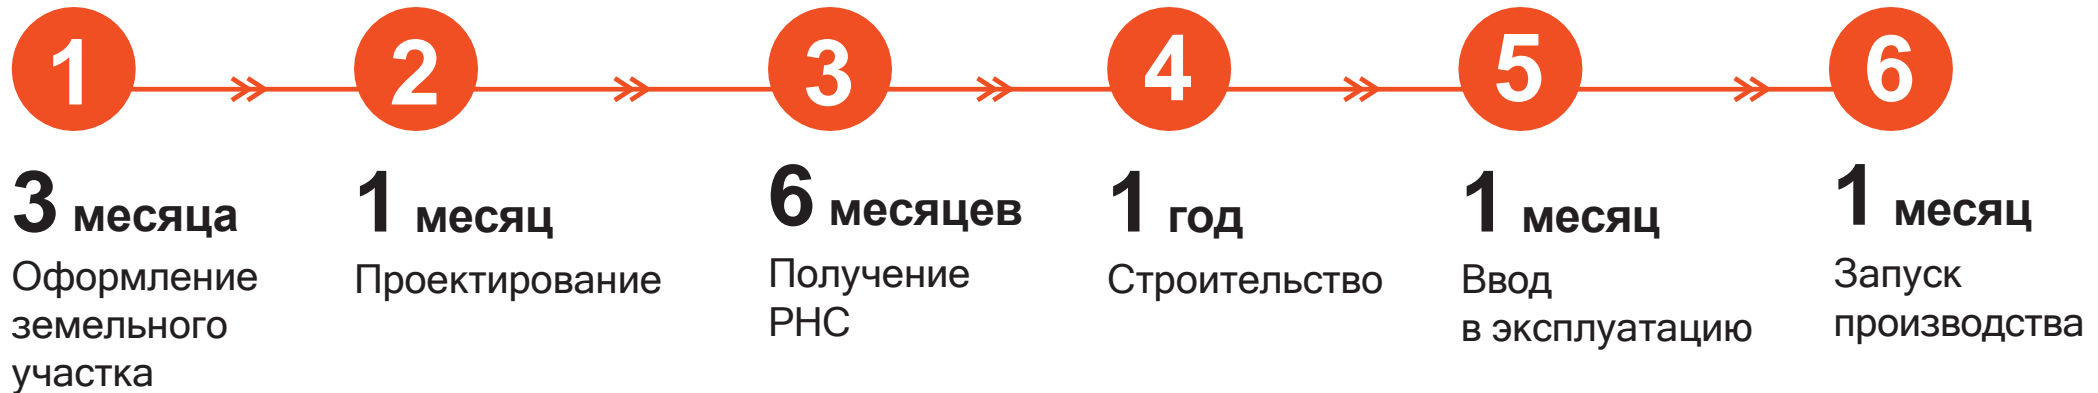 1
2
3
4
5
6
3 месяца
Оформление
земельного
участка
1 месяц
Проектирование
6 месяцев
Получение
РНС
1 год
Строительство
1 месяц
Ввод
в эксплуатацию
1 месяц
Запуск
производства